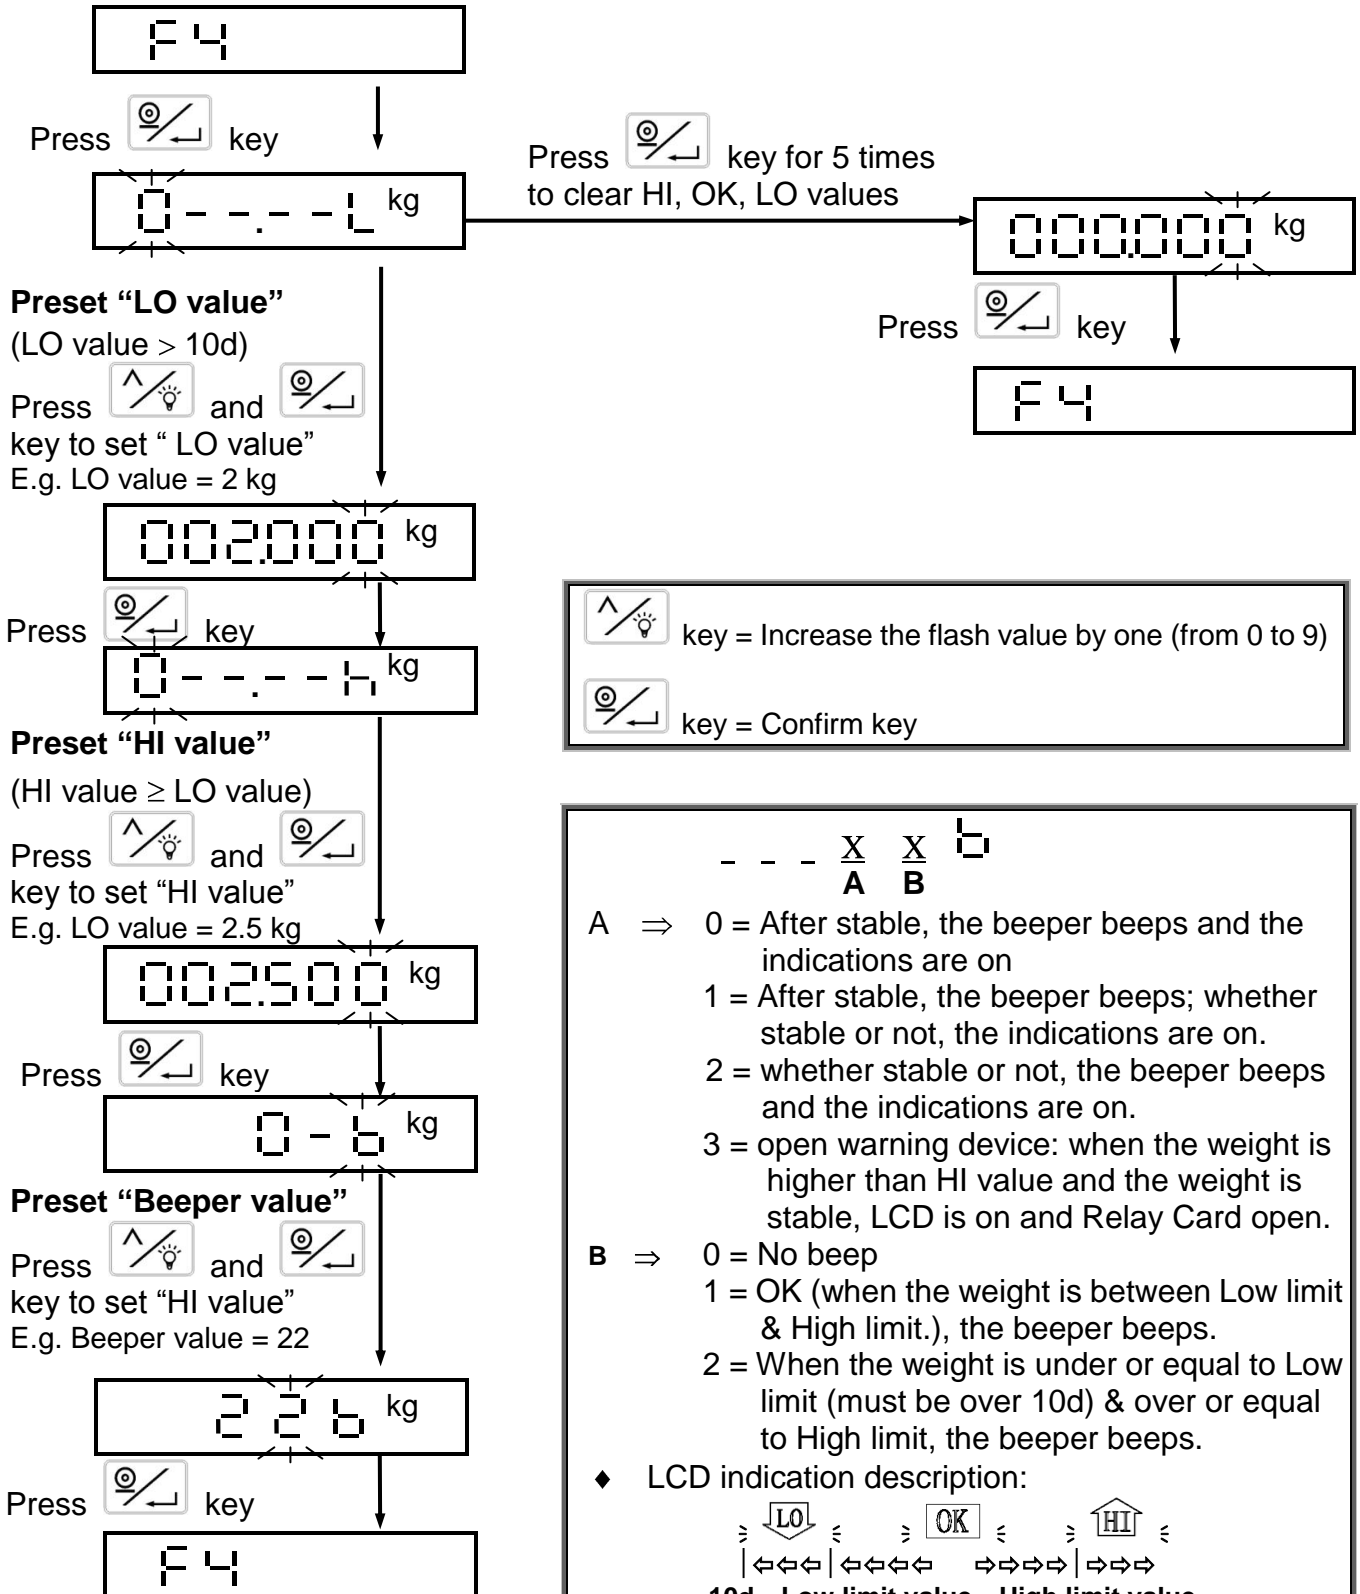 F4
Press key
0--.--L kg
Press key for 5 times
to clear HI, OK, LO values
000.000 kg
Press key
F4
Preset “LO value”
(LO value > 10d)
Press and
key to set “ LO value”
E.g. LO value = 2 kg
002.000 kg
Press key
0--.--h kg
Preset “HI value”
(HI value ≥ LO value)
Press and
key to set “HI value”
E.g. LO value = 2.5 kg
002.500 kg
Press key
0-b kg
Preset “Beeper value”
Press and
key to set “HI value”
E.g. Beeper value = 22
22b kg
Press key
F4
key = Increase the flash value by one (from 0 to 9)
key = Confirm key
- - - X X b
A B
A ⇒ 0 = After stable, the beeper beeps and the
indications are on
1 = After stable, the beeper beeps; whether
stable or not, the indications are on.
2 = whether stable or not, the beeper beeps
and the indications are on.
3 = open warning device: when the weight is
higher than HI value and the weight is
stable, LCD is on and Relay Card open.
B ⇒ 0 = No beep
1 = OK (when the weight is between Low limit
& High limit.), the beeper beeps.
2 = When the weight is under or equal to Low
limit (must be over 10d) & over or equal
to High limit, the beeper beeps.
♦ LCD indication description:
LO OK HI
|⇦⇦⇦|⇦⇦⇦⇦ ⇨⇨⇨⇨|⇨⇨⇨
10d Low limit value High limit value